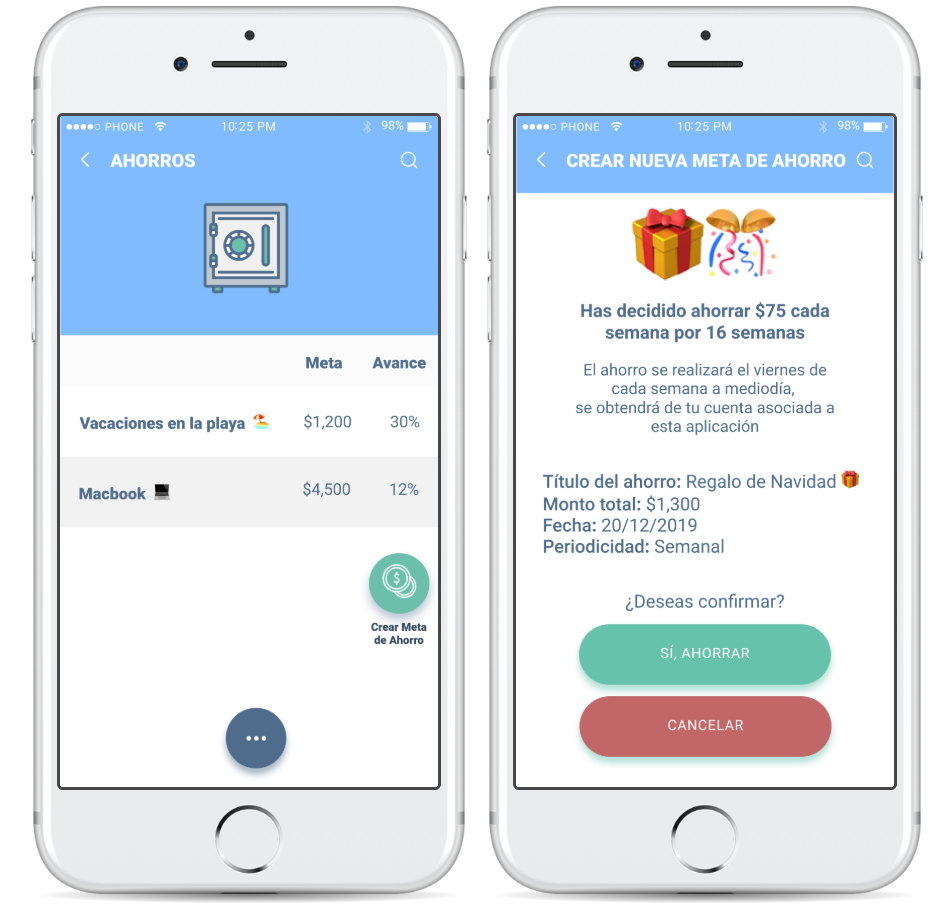 PHONE 10:25 PM 98%
AHORROS
Meta Avance
Vacaciones en la playa $1,200 30%
Macbook $4,500 12%
$
Crear Meta
de Ahorro
PHONE 10:25 PM 98%
CREAR NUEVA META DE AHORRO
Has decidido ahorrar $75 cada
semana por 16 semanas
El ahorro se realizará el viernes de
cada semana a mediodía,
se obtendrá de tu cuenta asociada a
esta aplicación
Título del ahorro: Regalo de Navidad
Monto total: $1,300
Fecha: 20/12/2019
Periodicidad: Semanal
¿Deseas confirmar?
SÍ, AHORRAR
CANCELAR